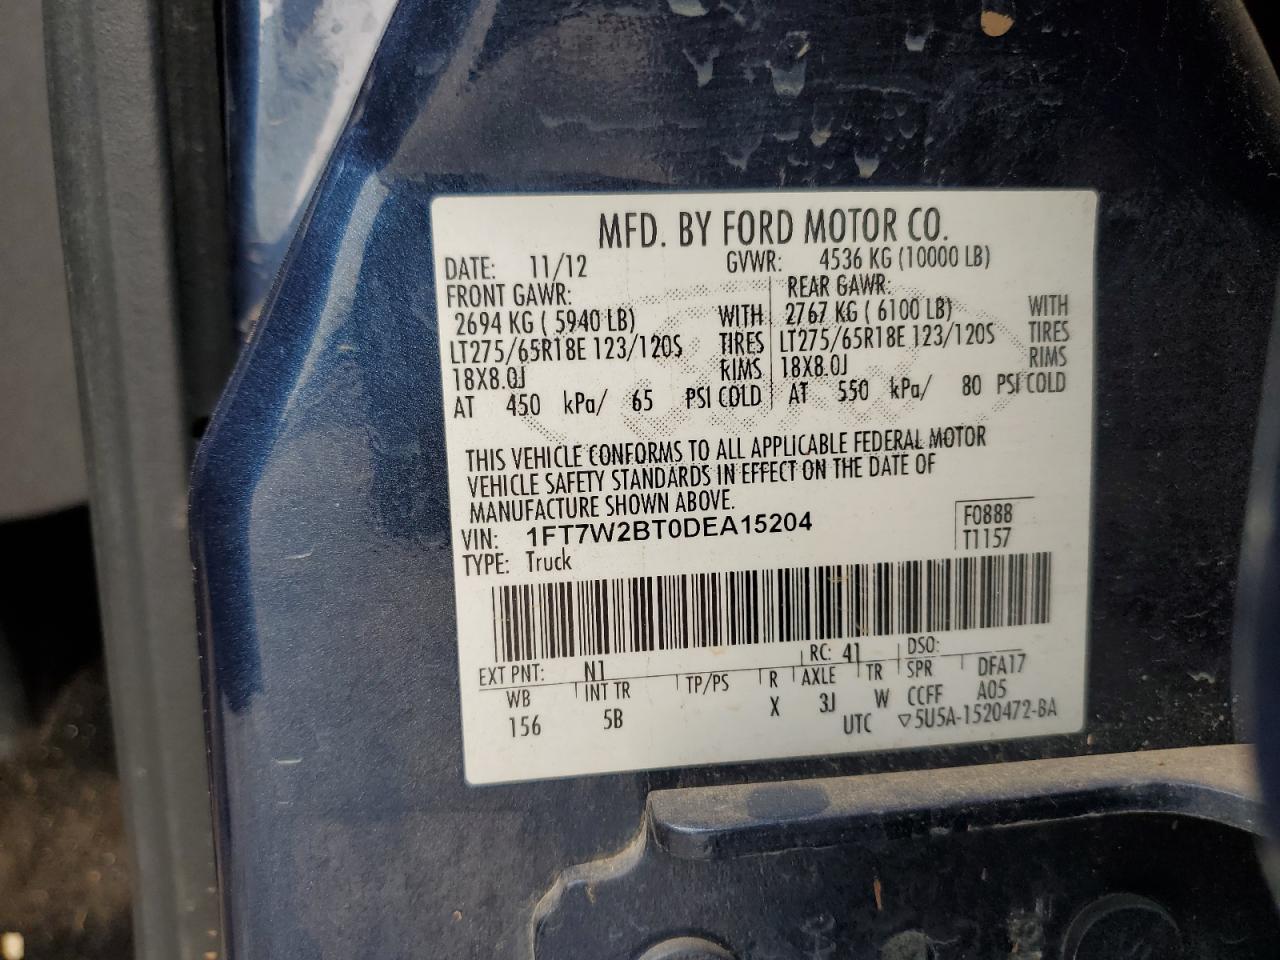 MFD. BY FORD MOTOR CO.
DATE: 11/12 GVWR: 4536 KG (10000 LB)
FRONT GAWR: REAR GAWR:
2694 KG ( 5940 LB) WITH 2767 KG ( 6100 LB) WITH
LT275/65R18E 123/120S TIRES LT275/65R18E 123/120S TIRES
18X8.0J RIMS 18X8.0J RIMS
AT 450 kPa/ 65 PSI COLD AT 550 kPa/ 80 PSI COLD
THIS VEHICLE CONFORMS TO ALL APPLICABLE FEDERAL MOTOR
VEHICLE SAFETY STANDARDS IN EFFECT ON THE DATE OF
MANUFACTURE SHOWN ABOVE.
VIN: 1FT7W2BT0DEA15204 F0888
TYPE: Truck T1157
EXT PNT: N1 RC: 41 DSO:
WB INT TR TP/PS R AXLE TR SPR DFA17
156 5B X 3J W CCFF A05
UTC ▽5U5A-1520472-BA